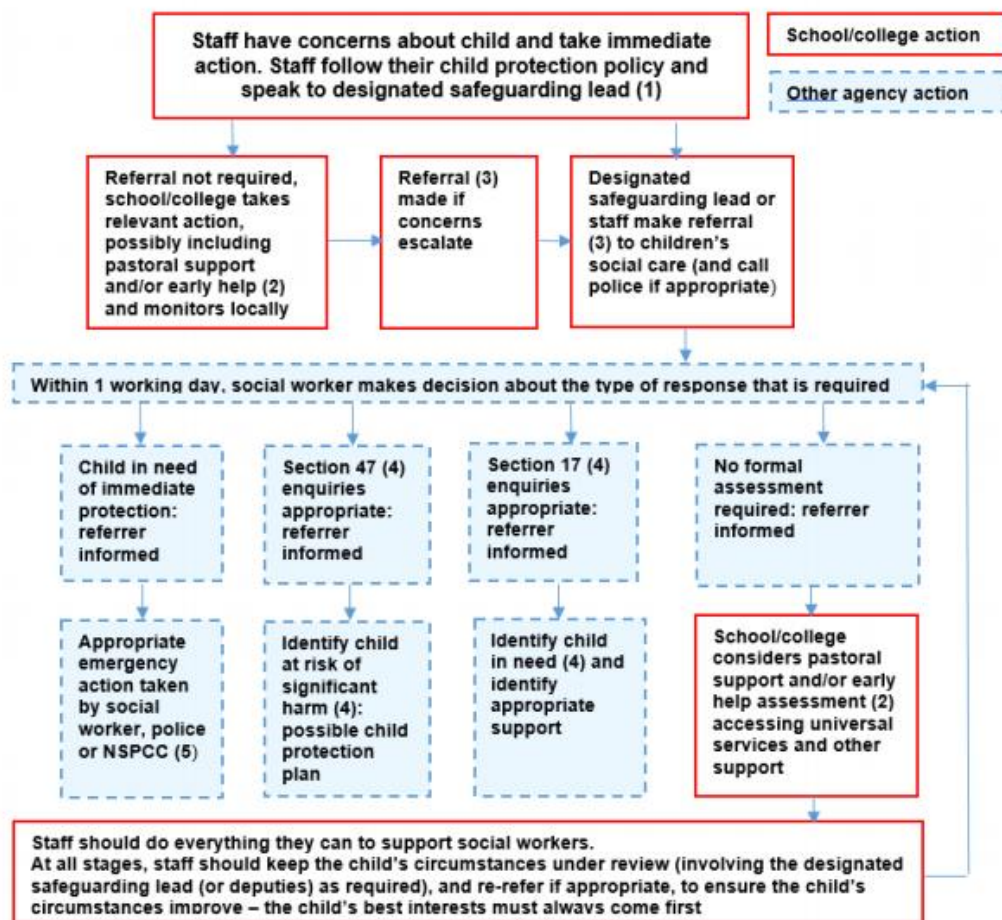 Staff have concerns about child and take immediate
action. Staff follow their child protection policy and
speak to designated safeguarding lead (1)
School/college action
Other agency action
Referral not required,
school/college takes
relevant action,
possibly including
pastoral support
and/or early help (2)
and monitors locally
Referral (3)
made if
concerns
escalate
Designated
safeguarding lead or
staff make referral
(3) to children's
social care (and call
police if appropriate)
Within 1 working day, social worker makes decision about the type of response that is required
Child in need
of immediate
protection:
referrer
informed
Section 47 (4)
enquiries
appropriate:
referrer
informed
Section 17 (4)
enquiries
appropriate:
referrer
informed
No formal
assessment
required: referrer
informed
Appropriate
emergency
action taken
by social
worker, police
or NSPCC (5)
Identify child
at risk of
significant
harm (4):
possible child
protection
plan
Identify child
in need (4) and
identify
appropriate
support
School/college
considers pastoral
support and/or early
help assessment (2)
accessing universal
services and other
support
Staff should do everything they can to support social workers.
At all stages, staff should keep the child's circumstances under review (involving the designated
safeguarding lead (or deputies) as required), and re-refer if appropriate, to ensure the child's
circumstances improve – the child's best interests must always come first